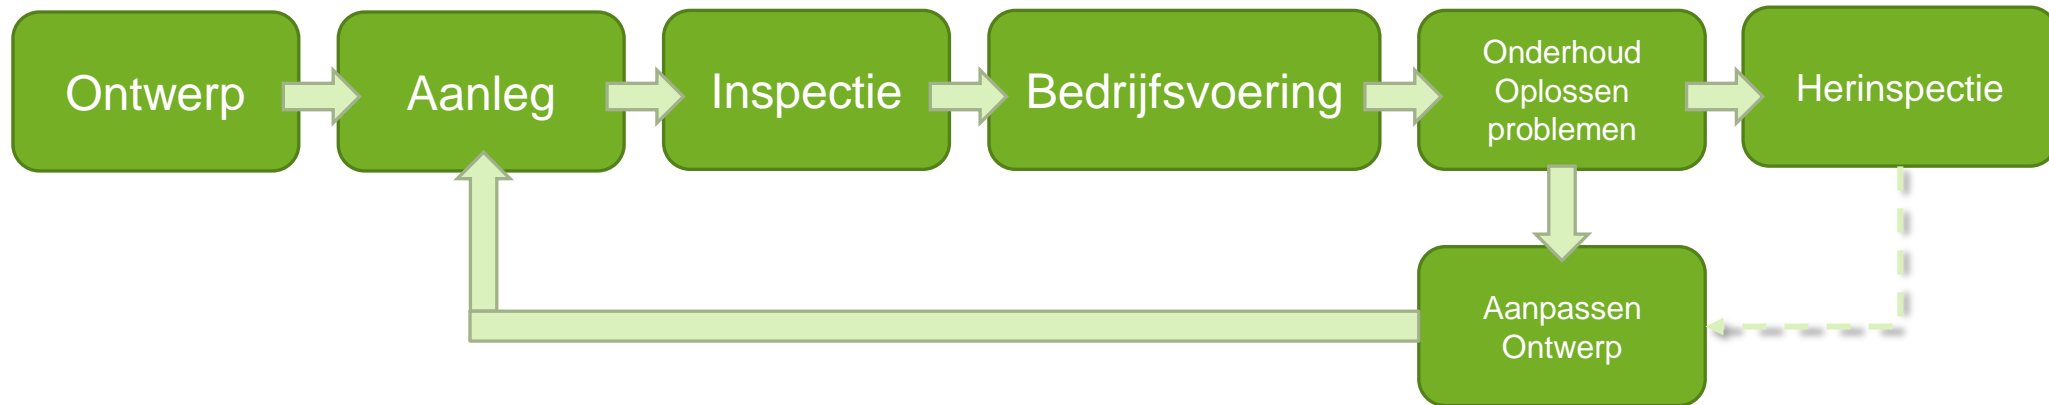 Ontwerp
Aanleg
Inspectie
Bedrijfsvoering
Onderhoud
Oplossen
problemen
Herinspectie
Aanpassen
Ontwerp